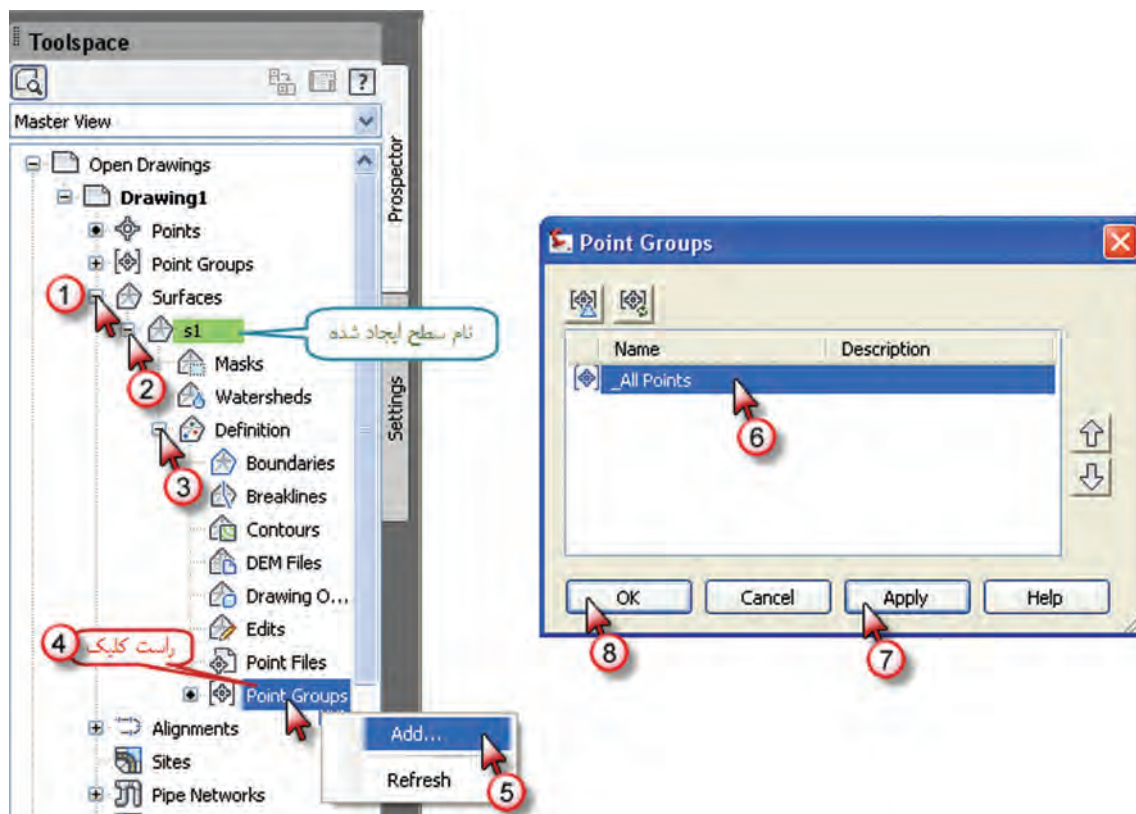 Toolspace
Master View
Open Drawings
Drawing1
Points
Point Groups
1
Surfaces
s1
نام سطح ایجاد شده
2
Masks
Watersheds
3
Definition
Boundaries
Breaklines
Contours
DEM Files
Drawing O...
Edits
4
راست کلیک
Point Files
Point Groups
Add...
5
Refresh
Alignments
Sites
Pipe Networks
Prospector
Settings
Point Groups
Name Description
_All Points
6
OK Cancel Apply Help
8
7